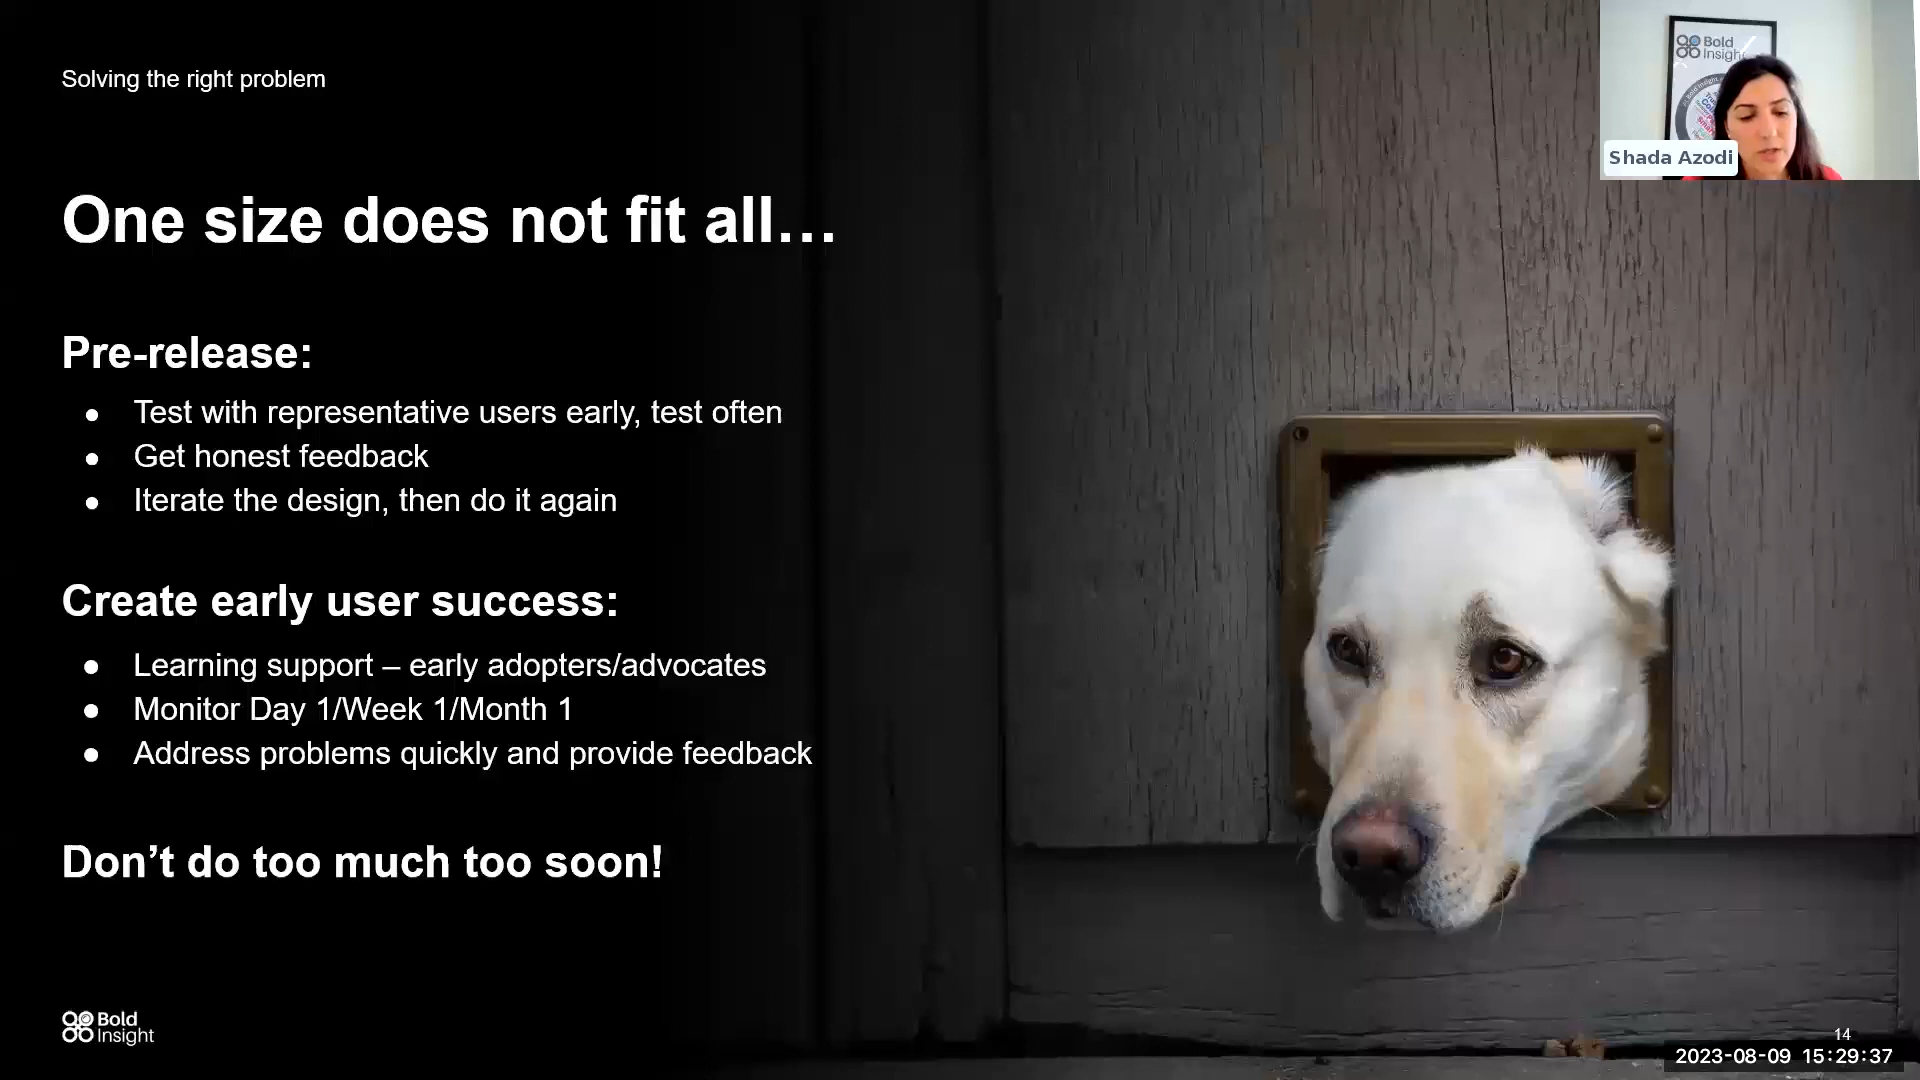 Solving the right problem
Bold
Insight
Shada Azodi
One size does not fit all…
Pre-release:
● Test with representative users early, test often
● Get honest feedback
● Iterate the design, then do it again
Create early user success:
● Learning support – early adopters/advocates
● Monitor Day 1/Week 1/Month 1
● Address problems quickly and provide feedback
Don’t do too much too soon!
Bold
Insight
14
2023-08-09 15:29:37